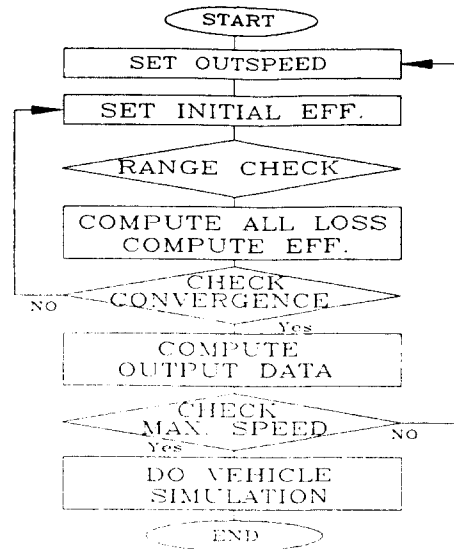 START
SET OUTSPEED
SET INITIAL EFF.
RANGE CHECK
COMPUTE ALL LOSS
COMPUTE EFF.
CHECK
CONVERGENCE
NO
Yes
COMPUTE
OUTPUT DATA
CHECK
MAX. SPEED
NO
Yes
DO VEHICLE
SIMULATION
END